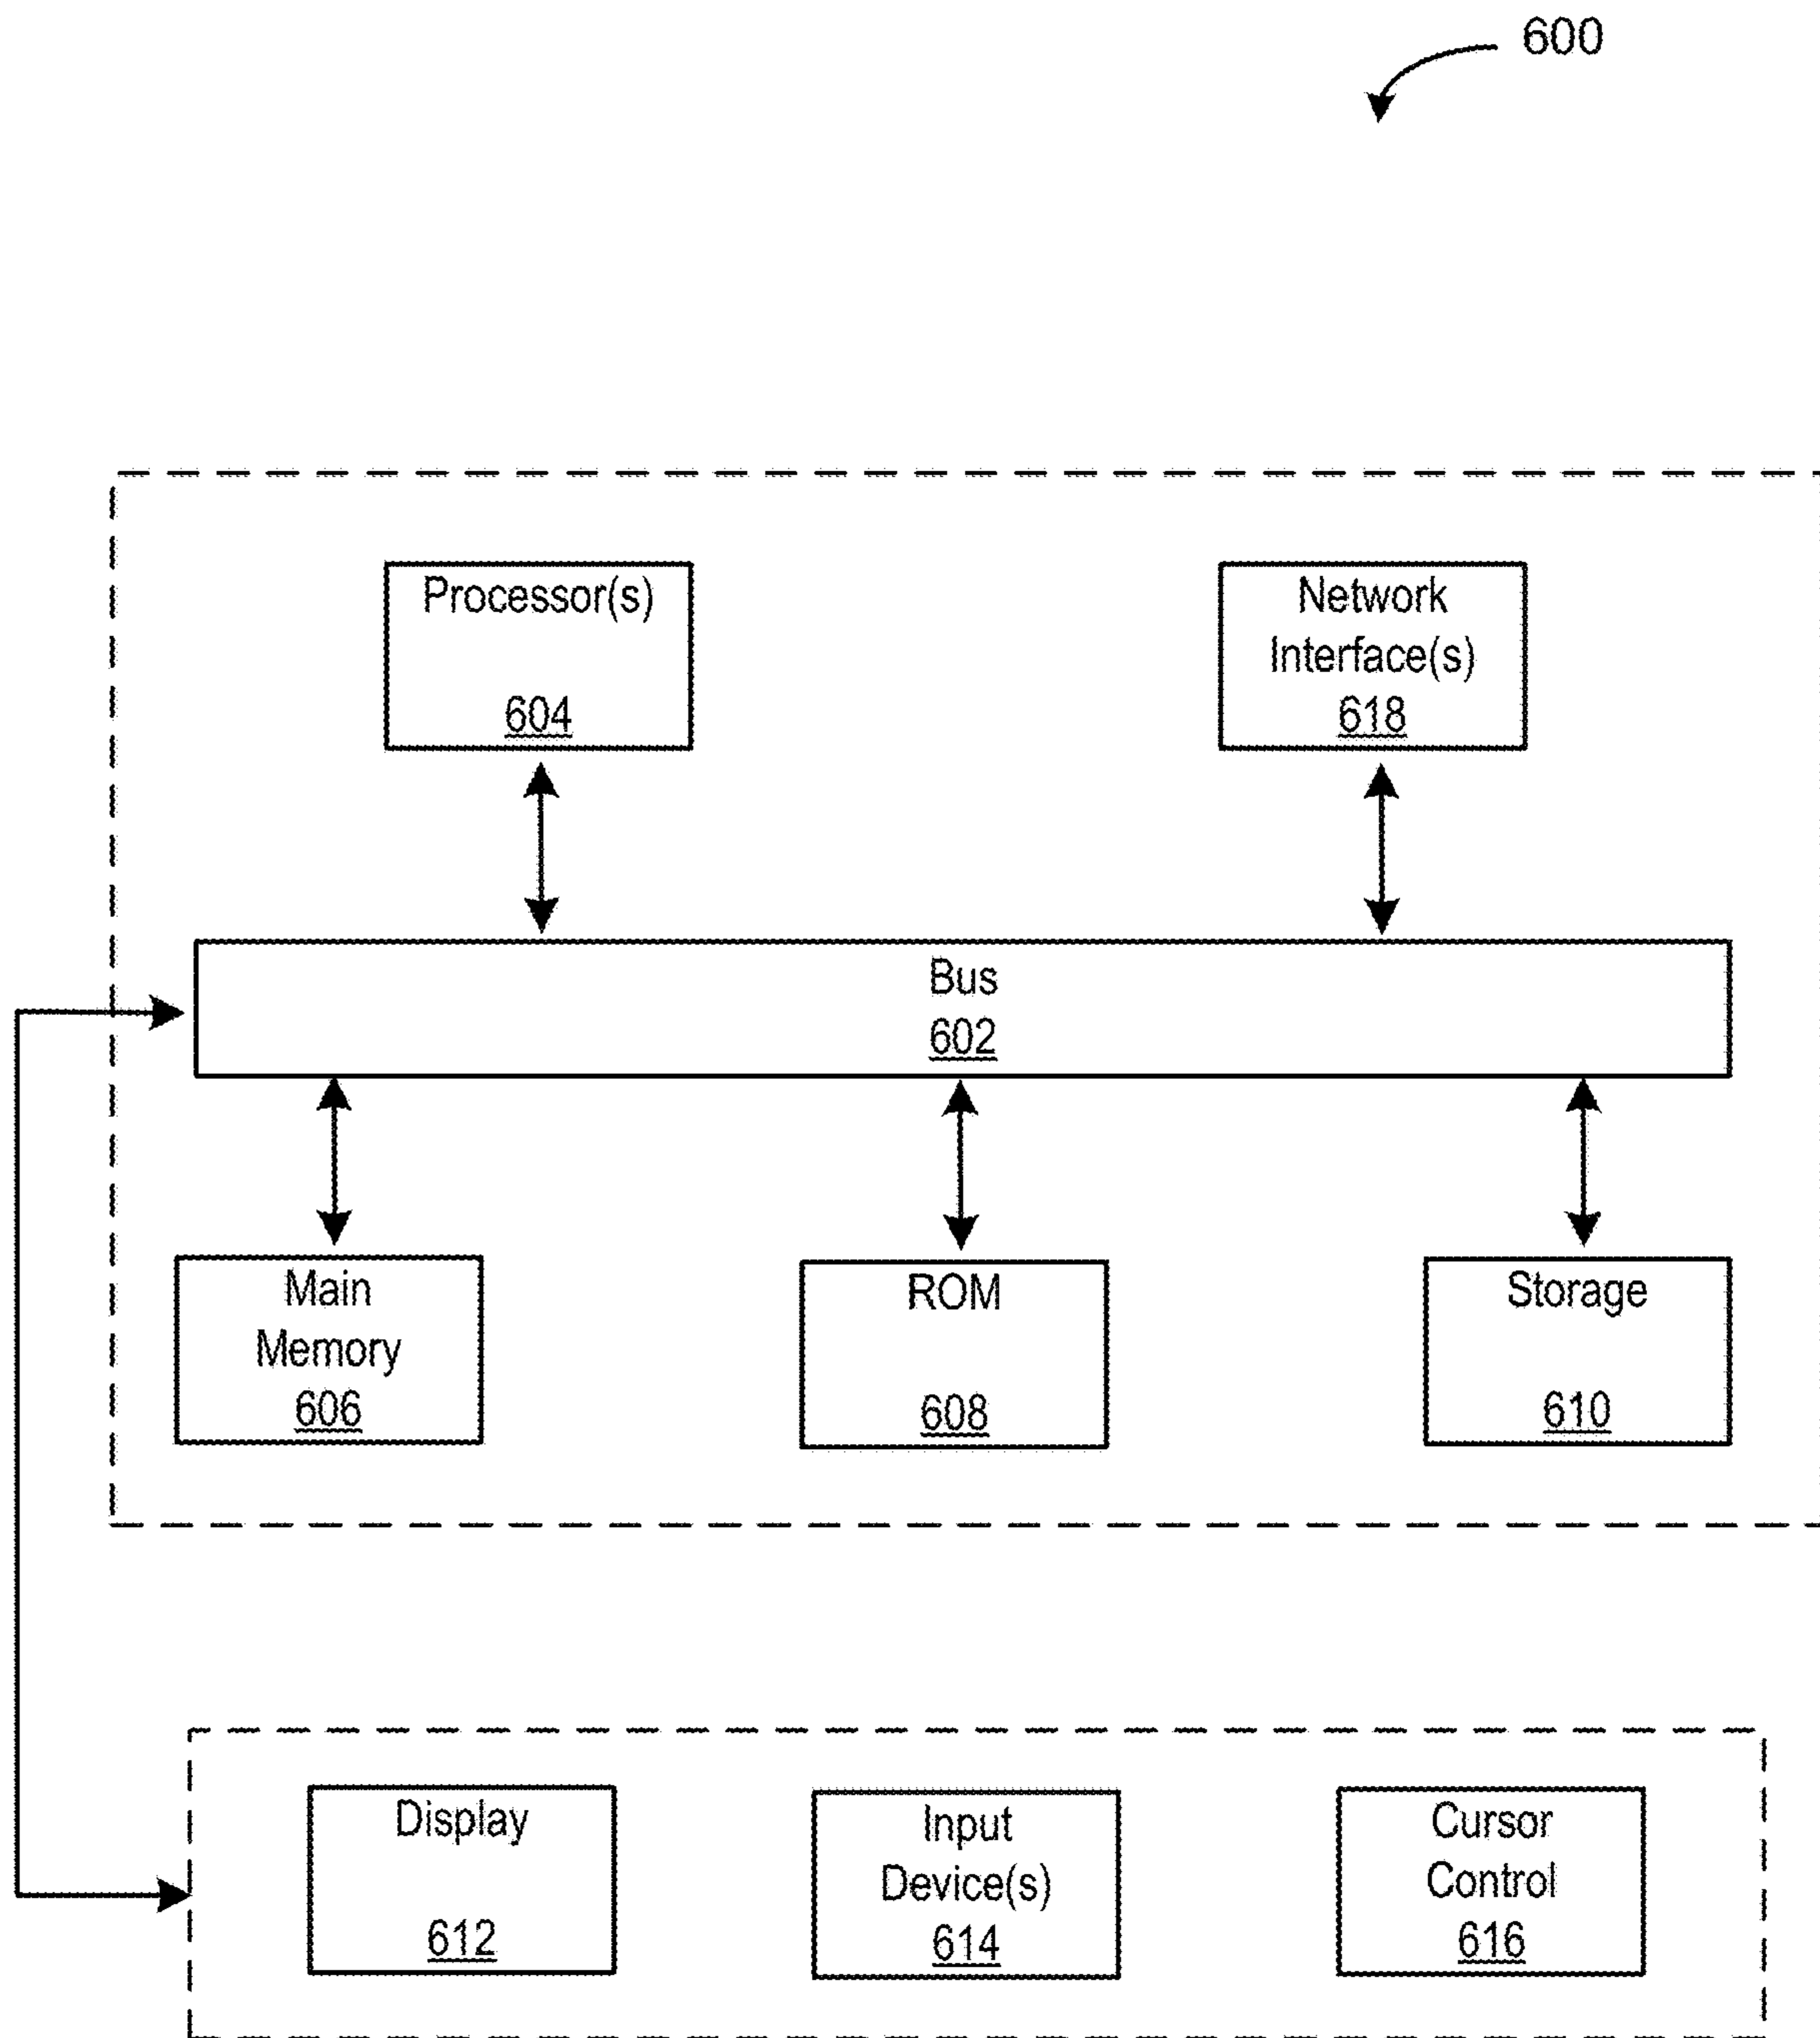 600
Processor(s)
604
Network
Interface(s)
618
Bus
602
Main
Memory
606
ROM
608
Storage
610
Display
612
Input
Device(s)
614
Cursor
Control
616